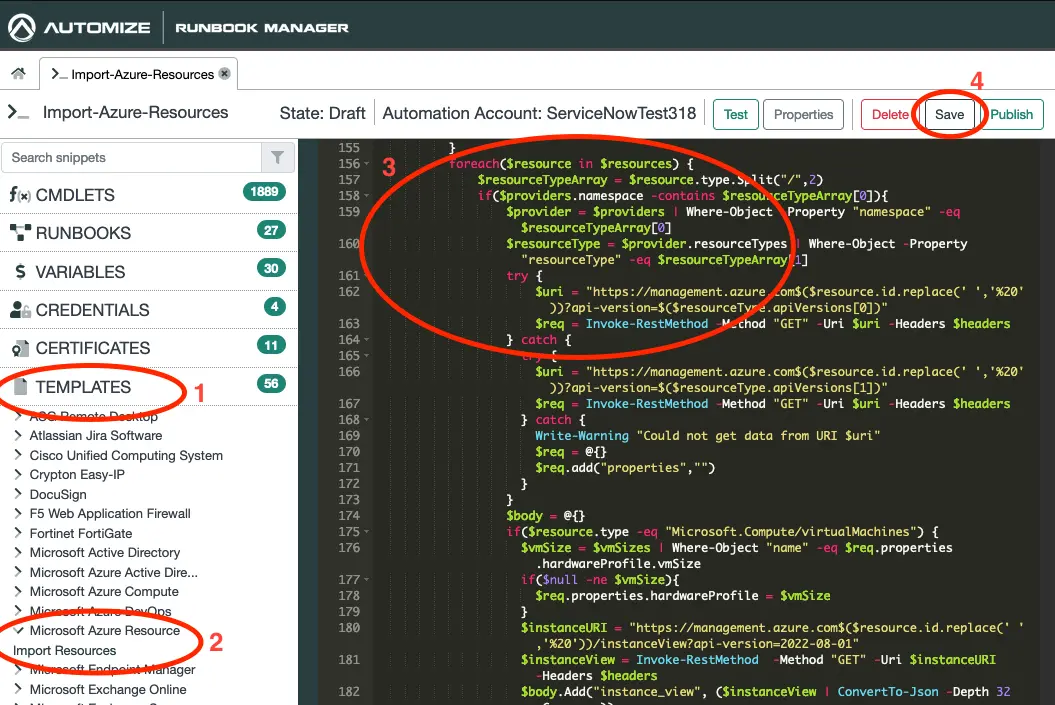 AUTOMIZE RUNBOOK MANAGER
>_ Import-Azure-Resources
4
>_ Import-Azure-Resources State: Draft Automation Account: ServiceNowTest318 Test Properties Delete Save Publish
Search snippets
CMDLETS 1889
RUNBOOKS 27
$ VARIABLES 30
CREDENTIALS 4
CERTIFICATES 11
TEMPLATES 56
1
ASG Remote Desktop
Atlassian Jira Software
Cisco Unified Computing System
Crypton Easy-IP
DocuSign
F5 Web Application Firewall
Fortinet FortiGate
Microsoft Active Directory
Microsoft Azure Active Dire...
Microsoft Azure Compute
Microsoft Azure DevOps
Microsoft Azure Resource
2
Import Resources
Microsoft Endpoint Manager
Microsoft Exchange Online
3
155 }
156 foreach($resource in $resources) {
157 $resourceTypeArray = $resource.type.Split("/",2)
158 if($providers.namespace -contains $resourceTypeArray[0]){
159 $provider = $providers | Where-Object -Property "namespace" -eq
$resourceTypeArray[0]
160 $resourceType = $provider.resourceTypes | Where-Object -Property
"resourceType" -eq $resourceTypeArray[1]
161 try {
162 $uri = "https://management.azure.com$($resource.id.replace(' ','%20'
))?api-version=$($resourceType.apiVersions[0])"
163 $req = Invoke-RestMethod -Method "GET" -Uri $uri -Headers $headers
164 } catch {
165 try {
166 $uri = "https://management.azure.com$($resource.id.replace(' ','%20'
))?api-version=$($resourceType.apiVersions[1])"
167 $req = Invoke-RestMethod -Method "GET" -Uri $uri -Headers $headers
168 } catch {
169 Write-Warning "Could not get data from URI $uri"
170 $req = @{}
171 $req.add("properties","")
172 }
173 }
174 $body = @{}
175 if($resource.type -eq "Microsoft.Compute/virtualMachines") {
176 $vmSize = $vmSizes | Where-Object "name" -eq $req.properties
.hardwareProfile.vmSize
177 if($null -ne $vmSize){
178 $req.properties.hardwareProfile = $vmSize
179 }
180 $instanceURI = "https://management.azure.com$($resource.id.replace(' '
,'%20'))/instanceView?api-version=2022-08-01"
181 $instanceView = Invoke-RestMethod -Method "GET" -Uri $instanceURI
-Headers $headers
182 $body.Add("instance_view", ($instanceView | ConvertTo-Json -Depth 32